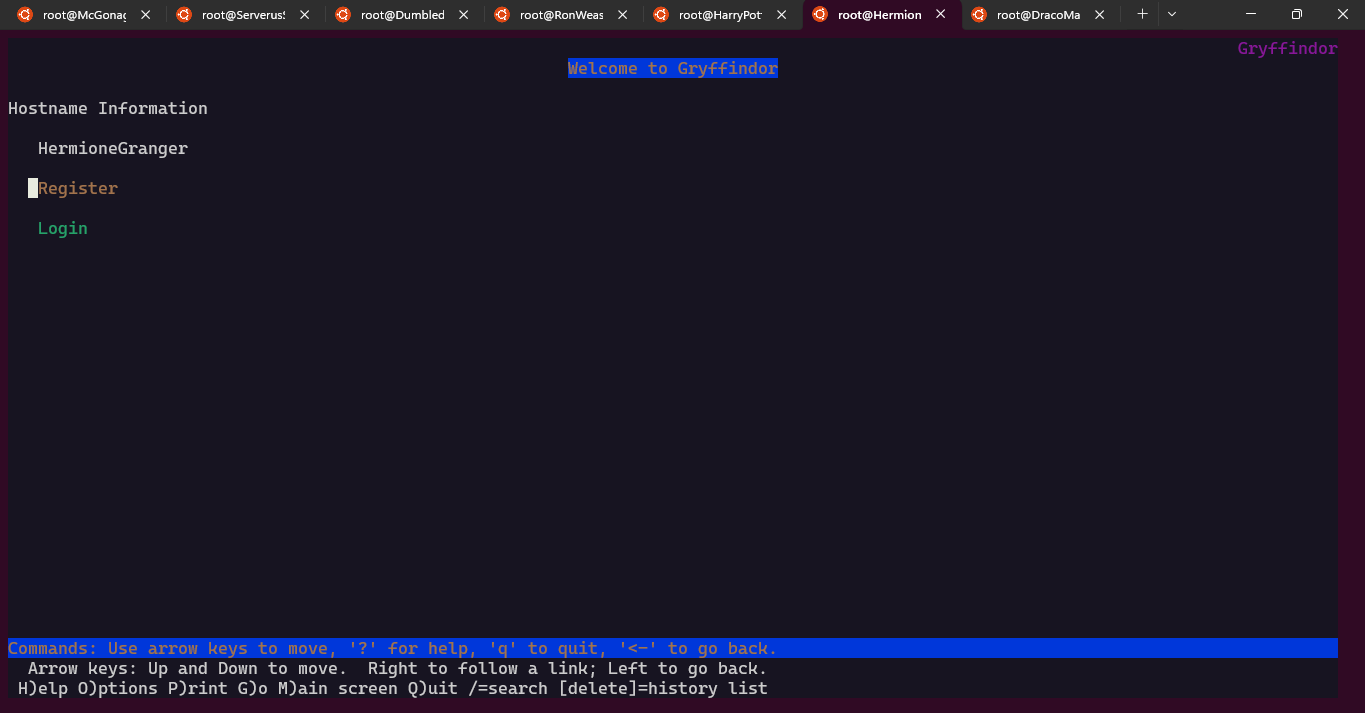 root@McGonag
root@ServerusS
root@Dumbled
root@RonWeas
root@HarryPot
root@Hermion
root@DracoMa
Gryffindor
Welcome to Gryffindor
Hostname Information
HermioneGranger
Register
Login
Commands: Use arrow keys to move, '?' for help, 'q' to quit, '<-' to go back.
Arrow keys: Up and Down to move.  Right to follow a link; Left to go back.
H)elp O)ptions P)rint G)o M)ain screen Q)uit /=search [delete]=history list